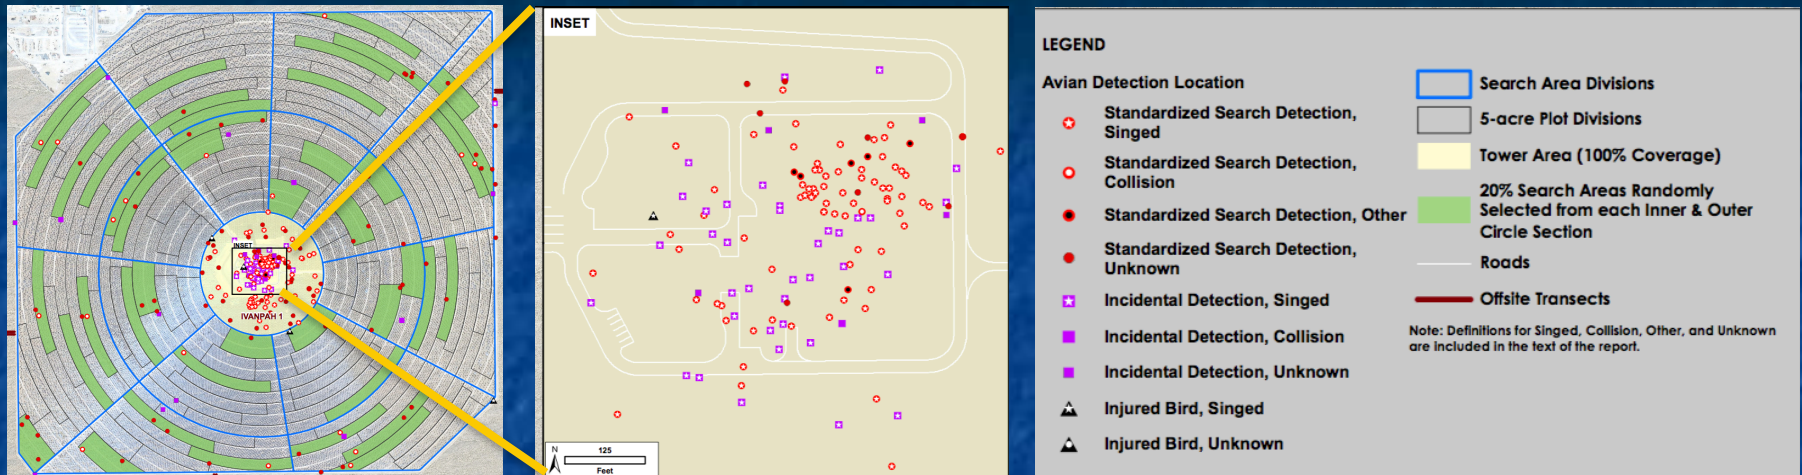 INSET
IVANPAH 1
INSET
N
125
Feet
LEGEND
Avian Detection Location
Standardized Search Detection,
Singed
Standardized Search Detection,
Collision
Standardized Search Detection, Other
Standardized Search Detection,
Unknown
Incidental Detection, Singed
Incidental Detection, Collision
Incidental Detection, Unknown
Injured Bird, Singed
Injured Bird, Unknown
Search Area Divisions
5-acre Plot Divisions
Tower Area (100% Coverage)
20% Search Areas Randomly
Selected from each Inner & Outer
Circle Section
Roads
Offsite Transects
Note: Definitions for Singed, Collision, Other, and Unknown
are included in the text of the report.